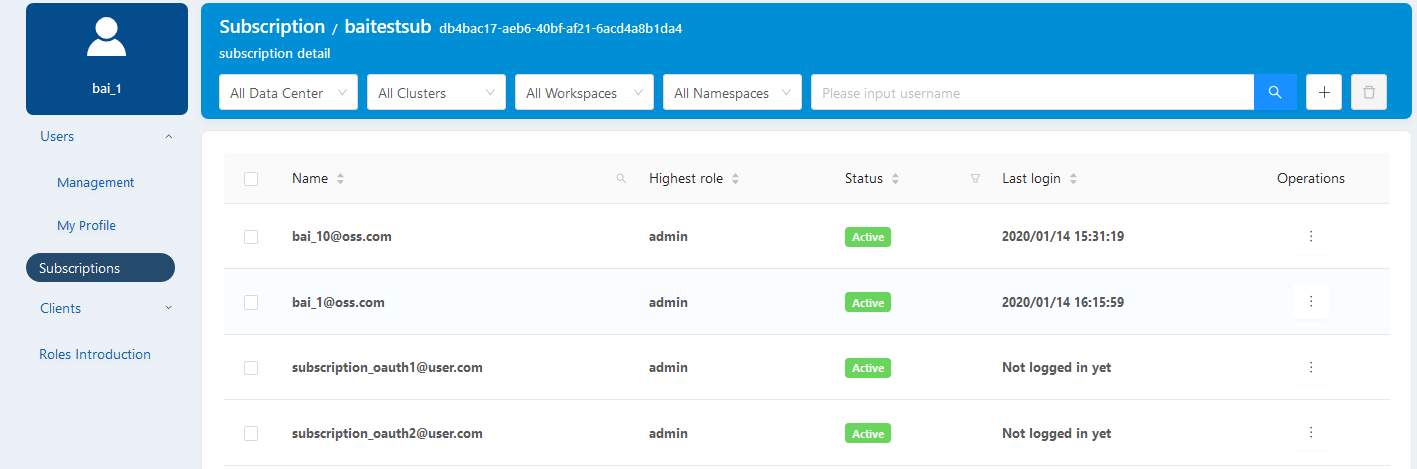 bai_1
Users
Management
My Profile
Subscriptions
Clients
Roles Introduction
Subscription / baitestsub db4bac17-aeb6-40bf-af21-6acd4a8b1da4
subscription detail
All Data Center All Clusters All Workspaces All Namespaces Please input username
Name Highest role Status Last login Operations
bai_10@oss.com admin Active 2020/01/14 15:31:19
bai_1@oss.com admin Active 2020/01/14 16:15:59
subscription_oauth1@user.com admin Active Not logged in yet
subscription_oauth2@user.com admin Active Not logged in yet